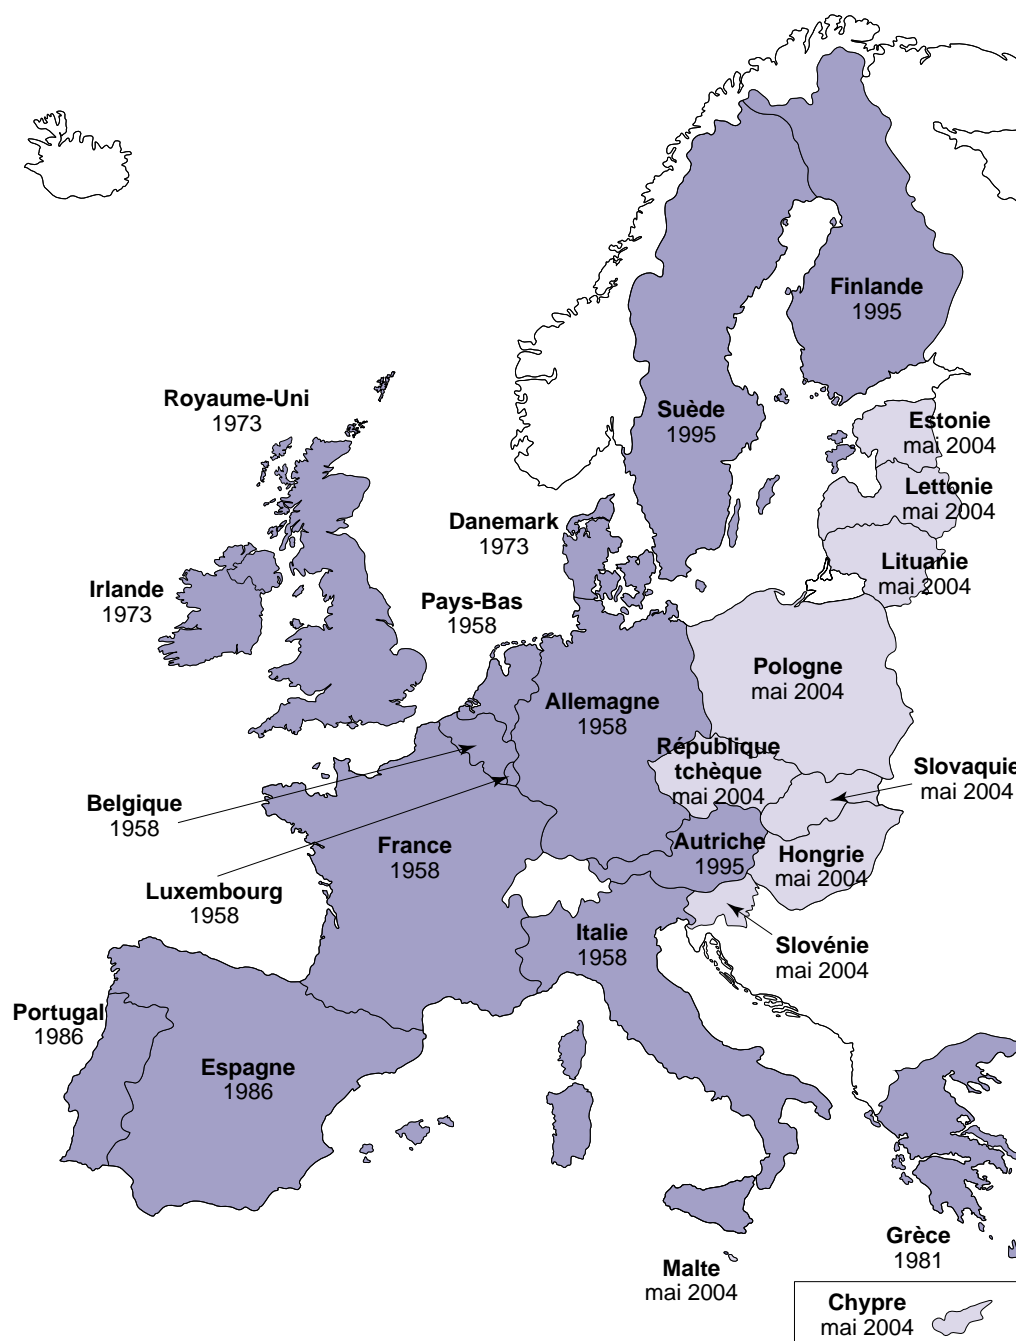 Finlande
1995
Royaume-Uni
1973
Suède
1995
Estonie
mai 2004
Lettonie
mai 2004
Danemark
1973
Lituanie
mai 2004
Irlande
1973
Pays-Bas
1958
Pologne
mai 2004
Allemagne
1958
République
tchèque
mai 2004
Slovaquie
mai 2004
Belgique
1958
France
1958
Autriche
1995
Hongrie
mai 2004
Luxembourg
1958
Italie
1958
Slovénie
mai 2004
Portugal
1986
Espagne
1986
Grèce
1981
Malte
mai 2004
Chypre
mai 2004